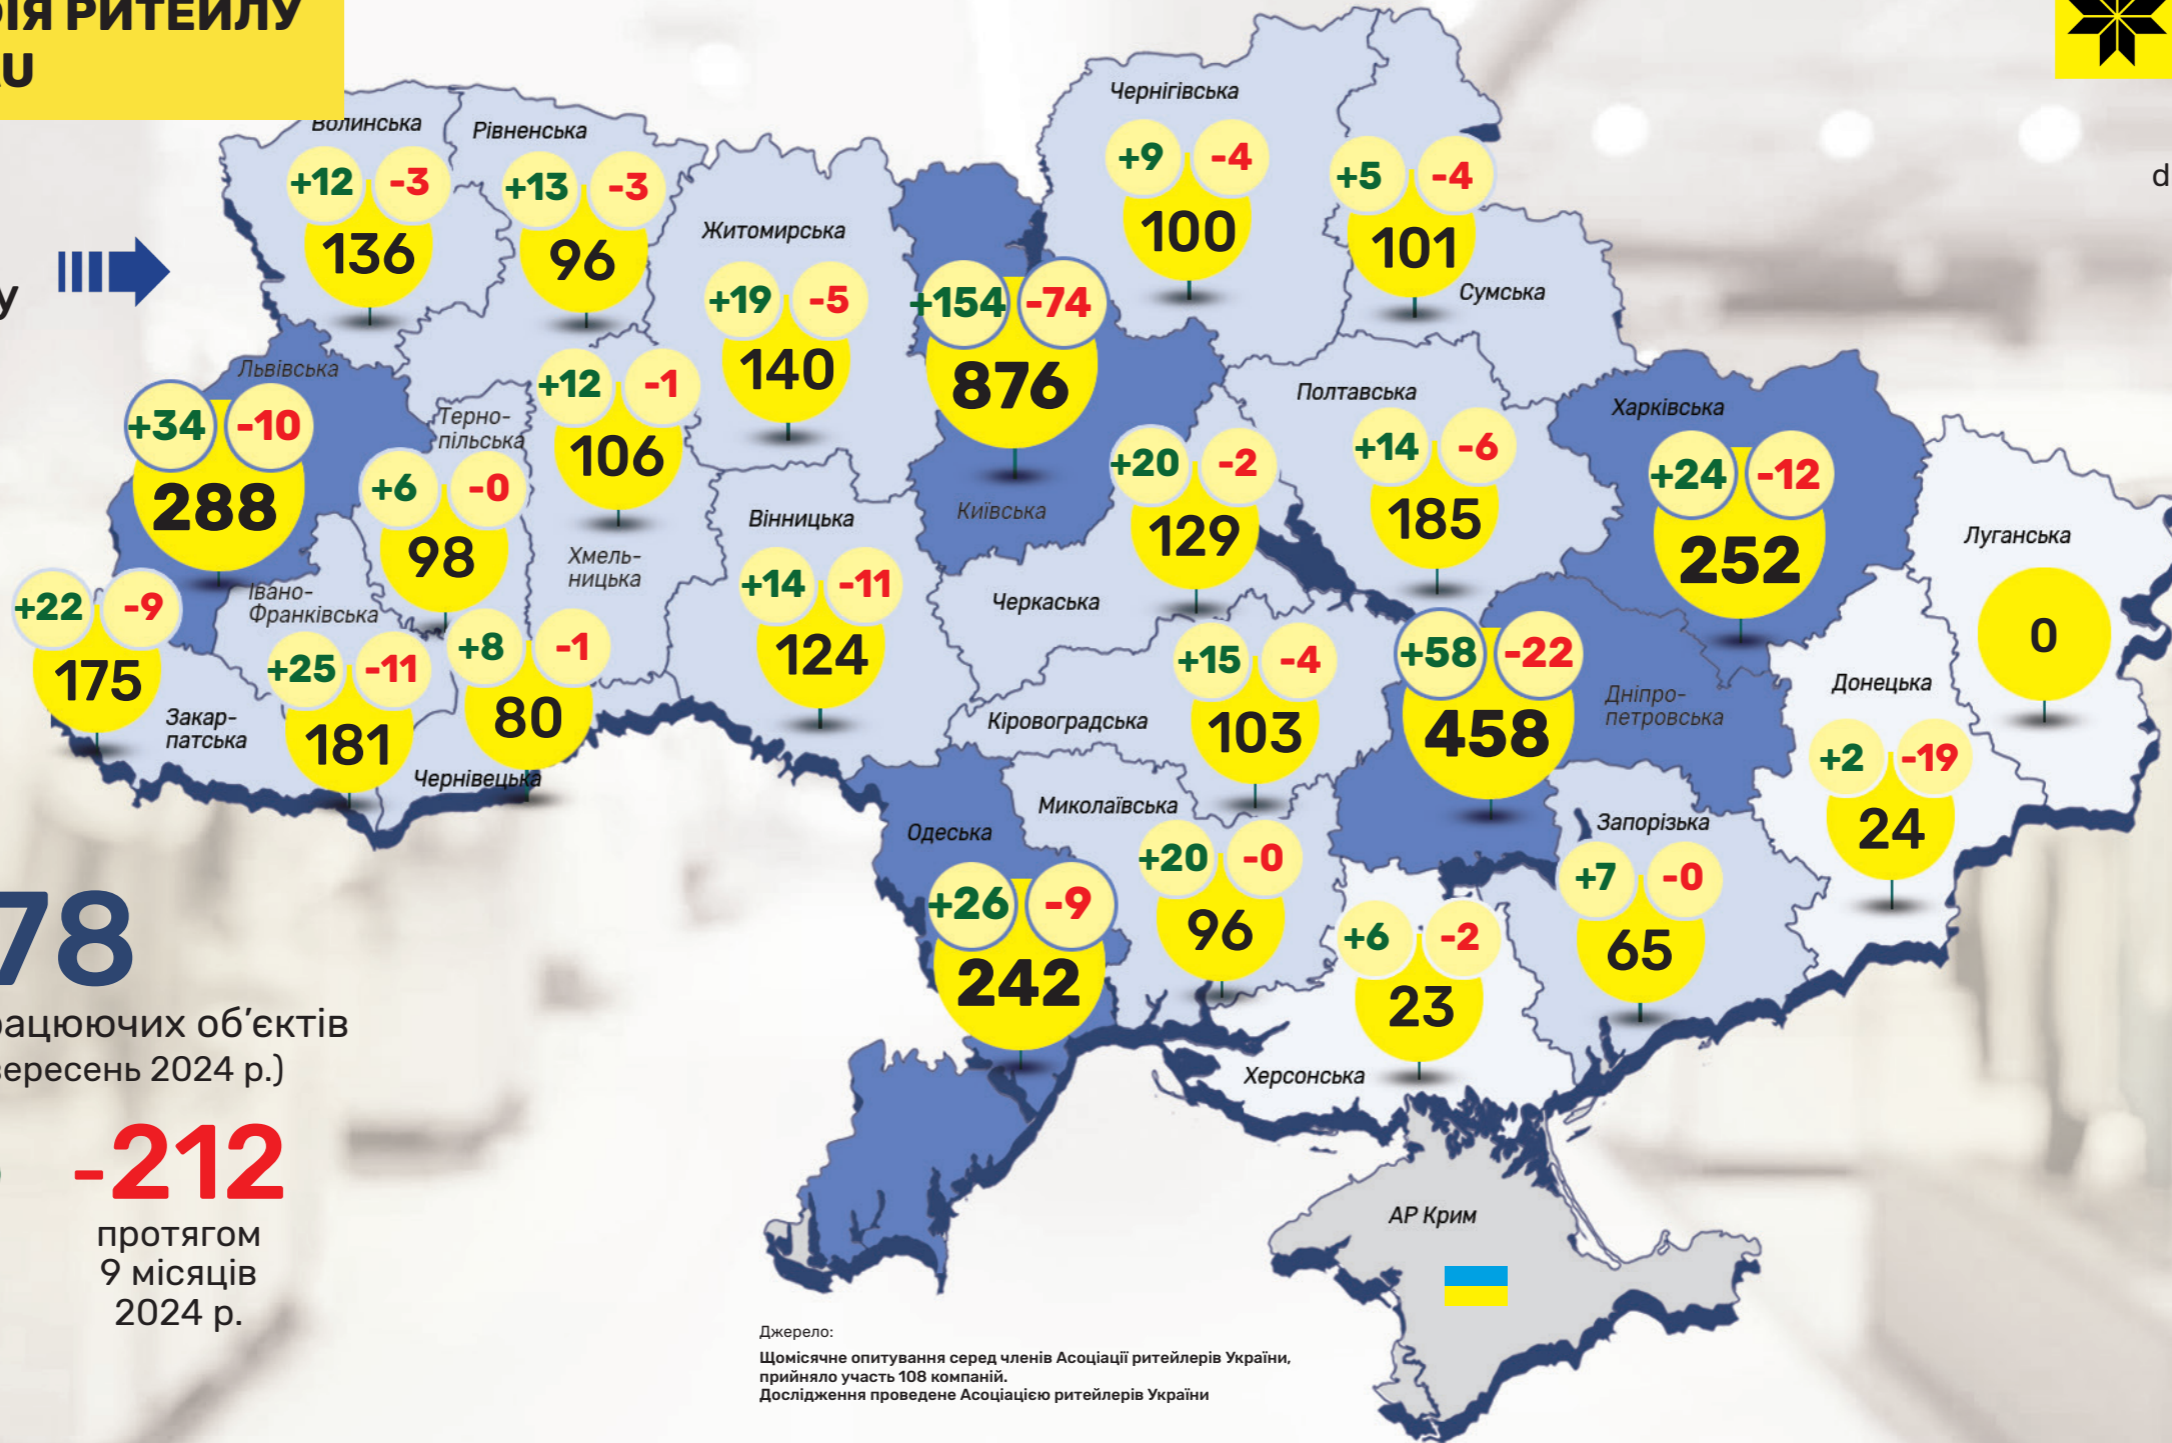 РИТЕЙЛУ
Волинська
+12 -3
136
Рівненська
+13 -3
96
Житомирська
+19 -5
140
Чернігівська
+9 -4
100
+5 -4
101
Сумська
+154 -74
876
Київська
Львівська
+34 -10
288
Терно-
пільська
+6 -0
98
+12 -1
106
Хмель-
ницька
Вінницька
+14 -11
124
+20 -2
129
Черкаська
Полтавська
+14 -6
185
Харківська
+24 -12
252
Луганська
0
+22 -9
175
Закар-
патська
Івано-
Франківська
+25 -11
181
+8 -1
80
Чернівецька
+15 -4
103
Кіровоградська
+58 -22
458
Дніпро-
петровська
Донецька
+2 -19
24
Одеська
+26 -9
242
Миколаївська
+20 -0
96
Запорізька
+7 -0
65
+6 -2
23
Херсонська
АР Крим
78
об’єктів
2024 р.)
-212
протягом
9 місяців
2024 р.
Джерело:
Щомісячне опитування серед членів Асоціації ритейлерів України,
прийняло участь 108 компаній.
Дослідження проведене Асоціацією ритейлерів України